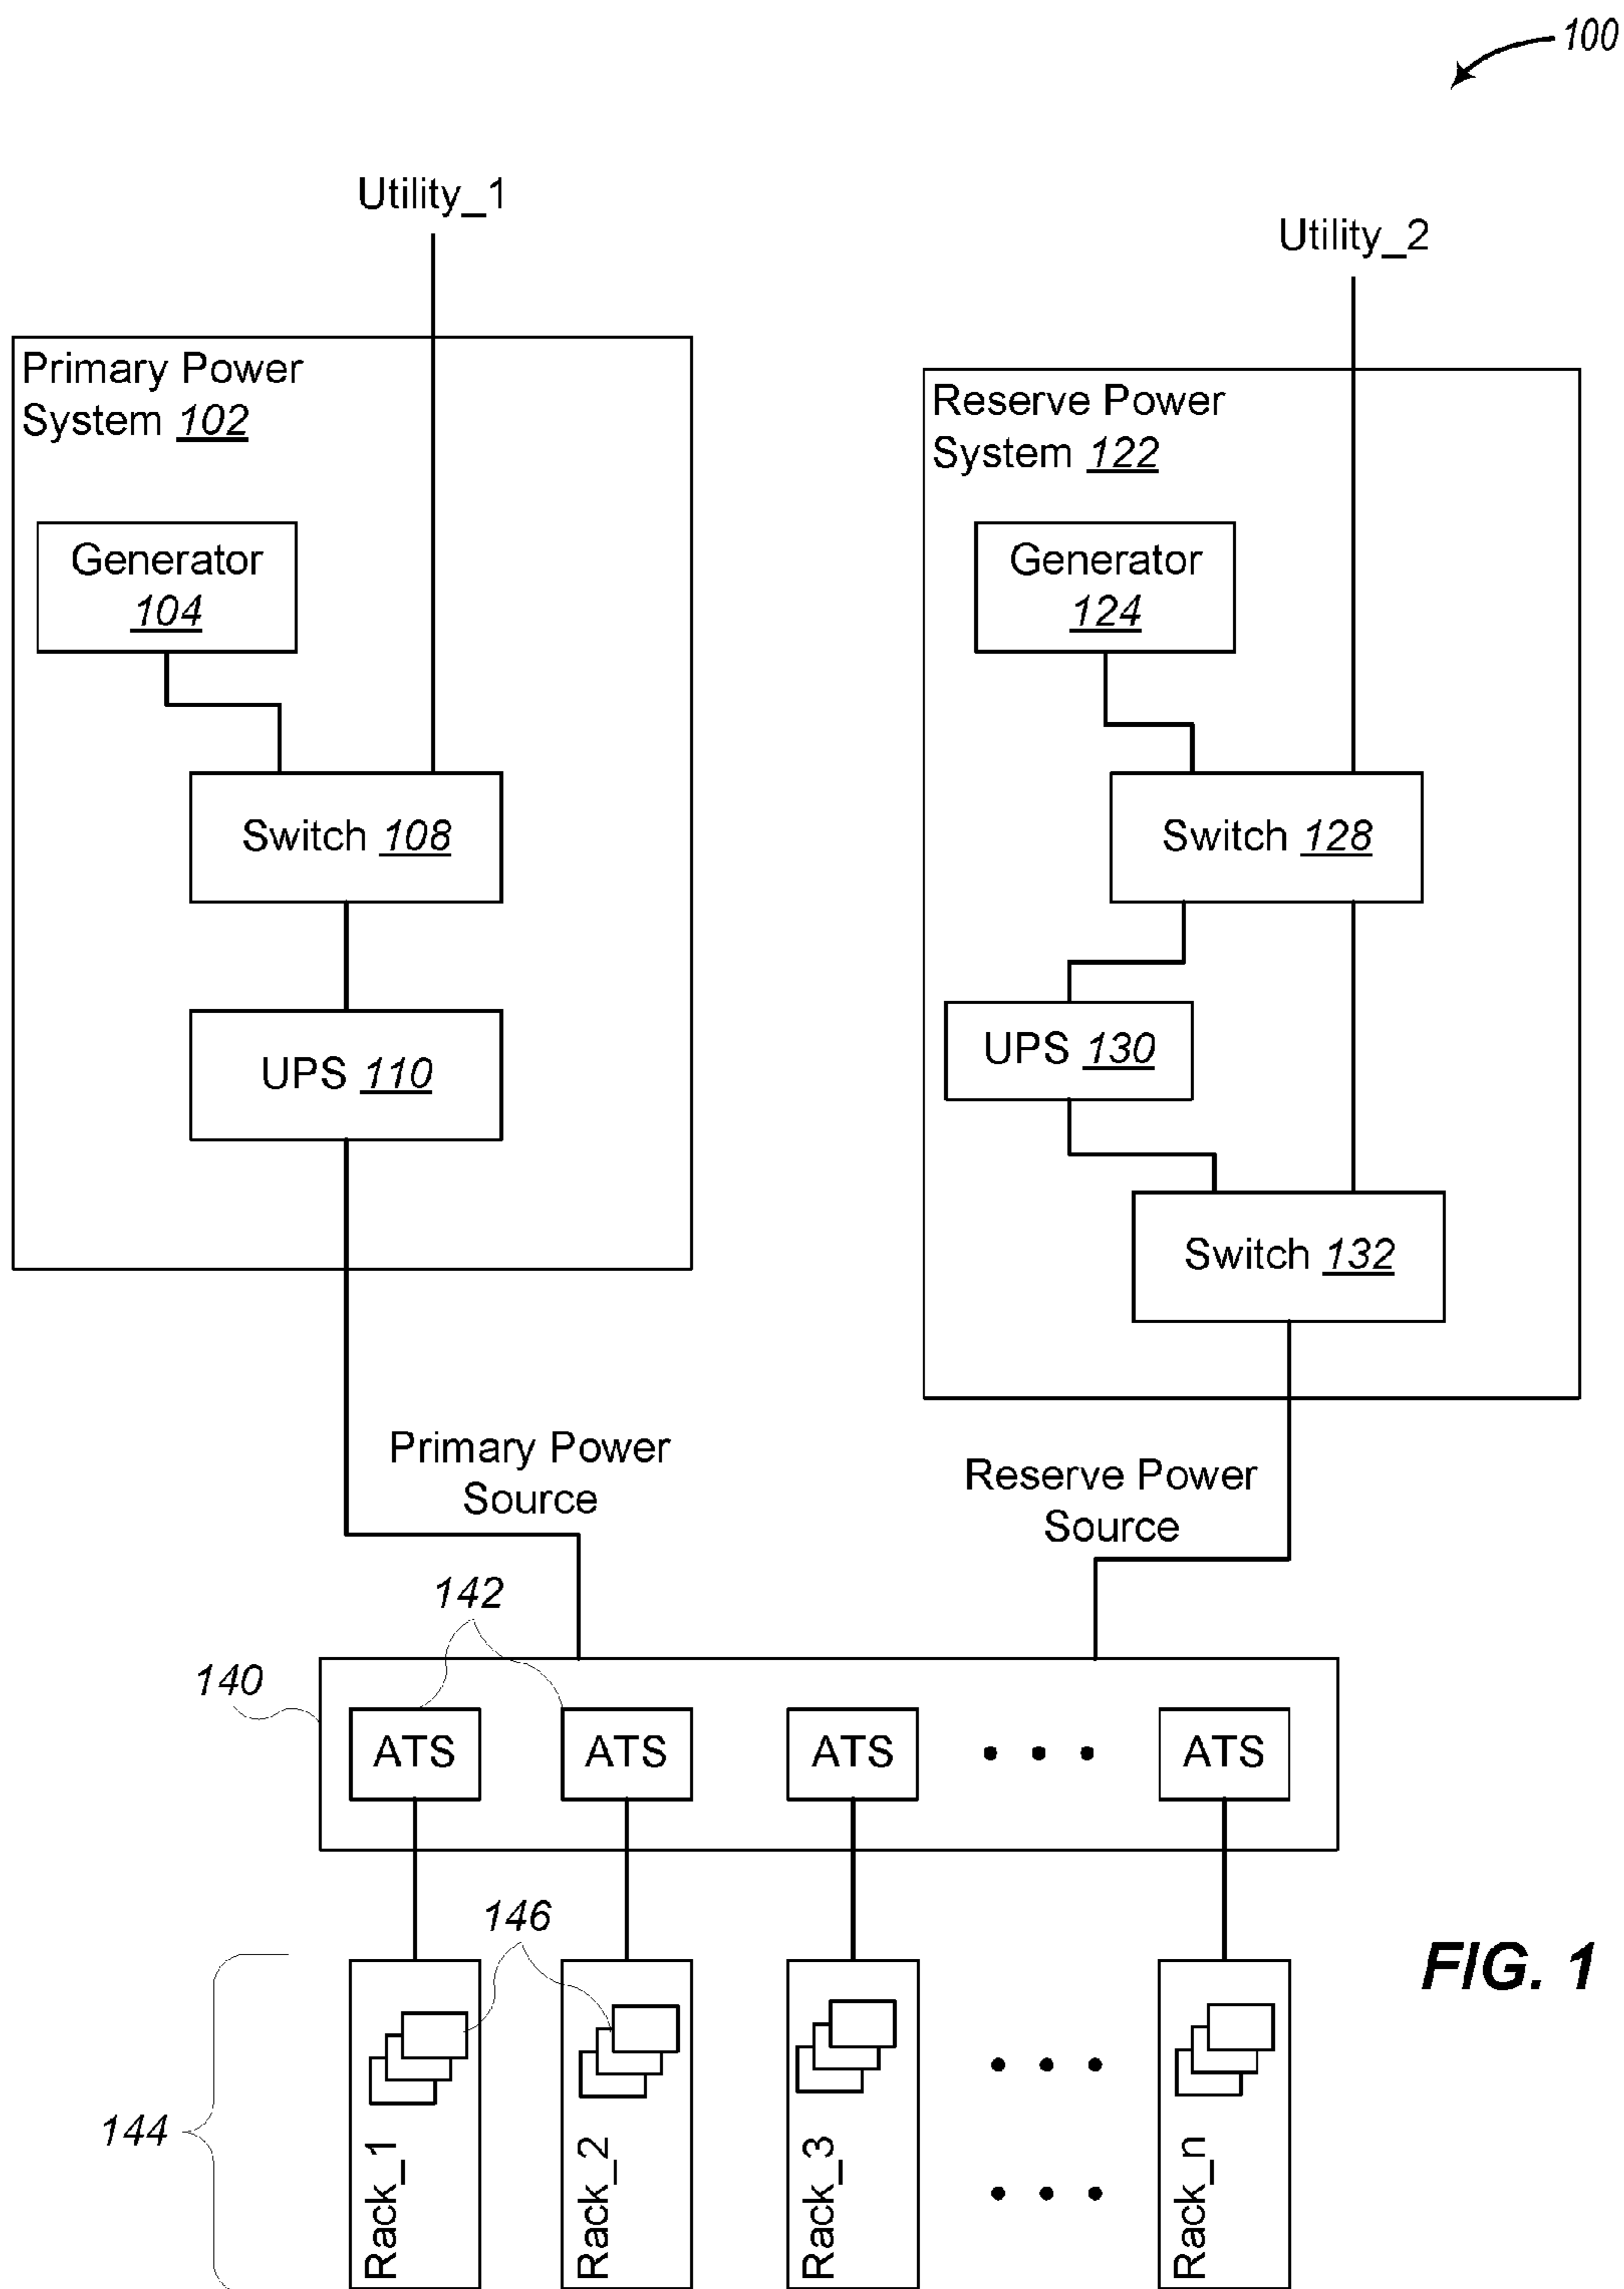 100
Utility_1
Utility_2
Primary Power
System 102
Reserve Power
System 122
Generator
104
Generator
124
Switch 108
Switch 128
UPS 110
UPS 130
Switch 132
Primary Power
Source
Reserve Power
Source
142
140
ATS
ATS
ATS
ATS
146
144
Rack_1
Rack_2
Rack_3
Rack_n
FIG. 1